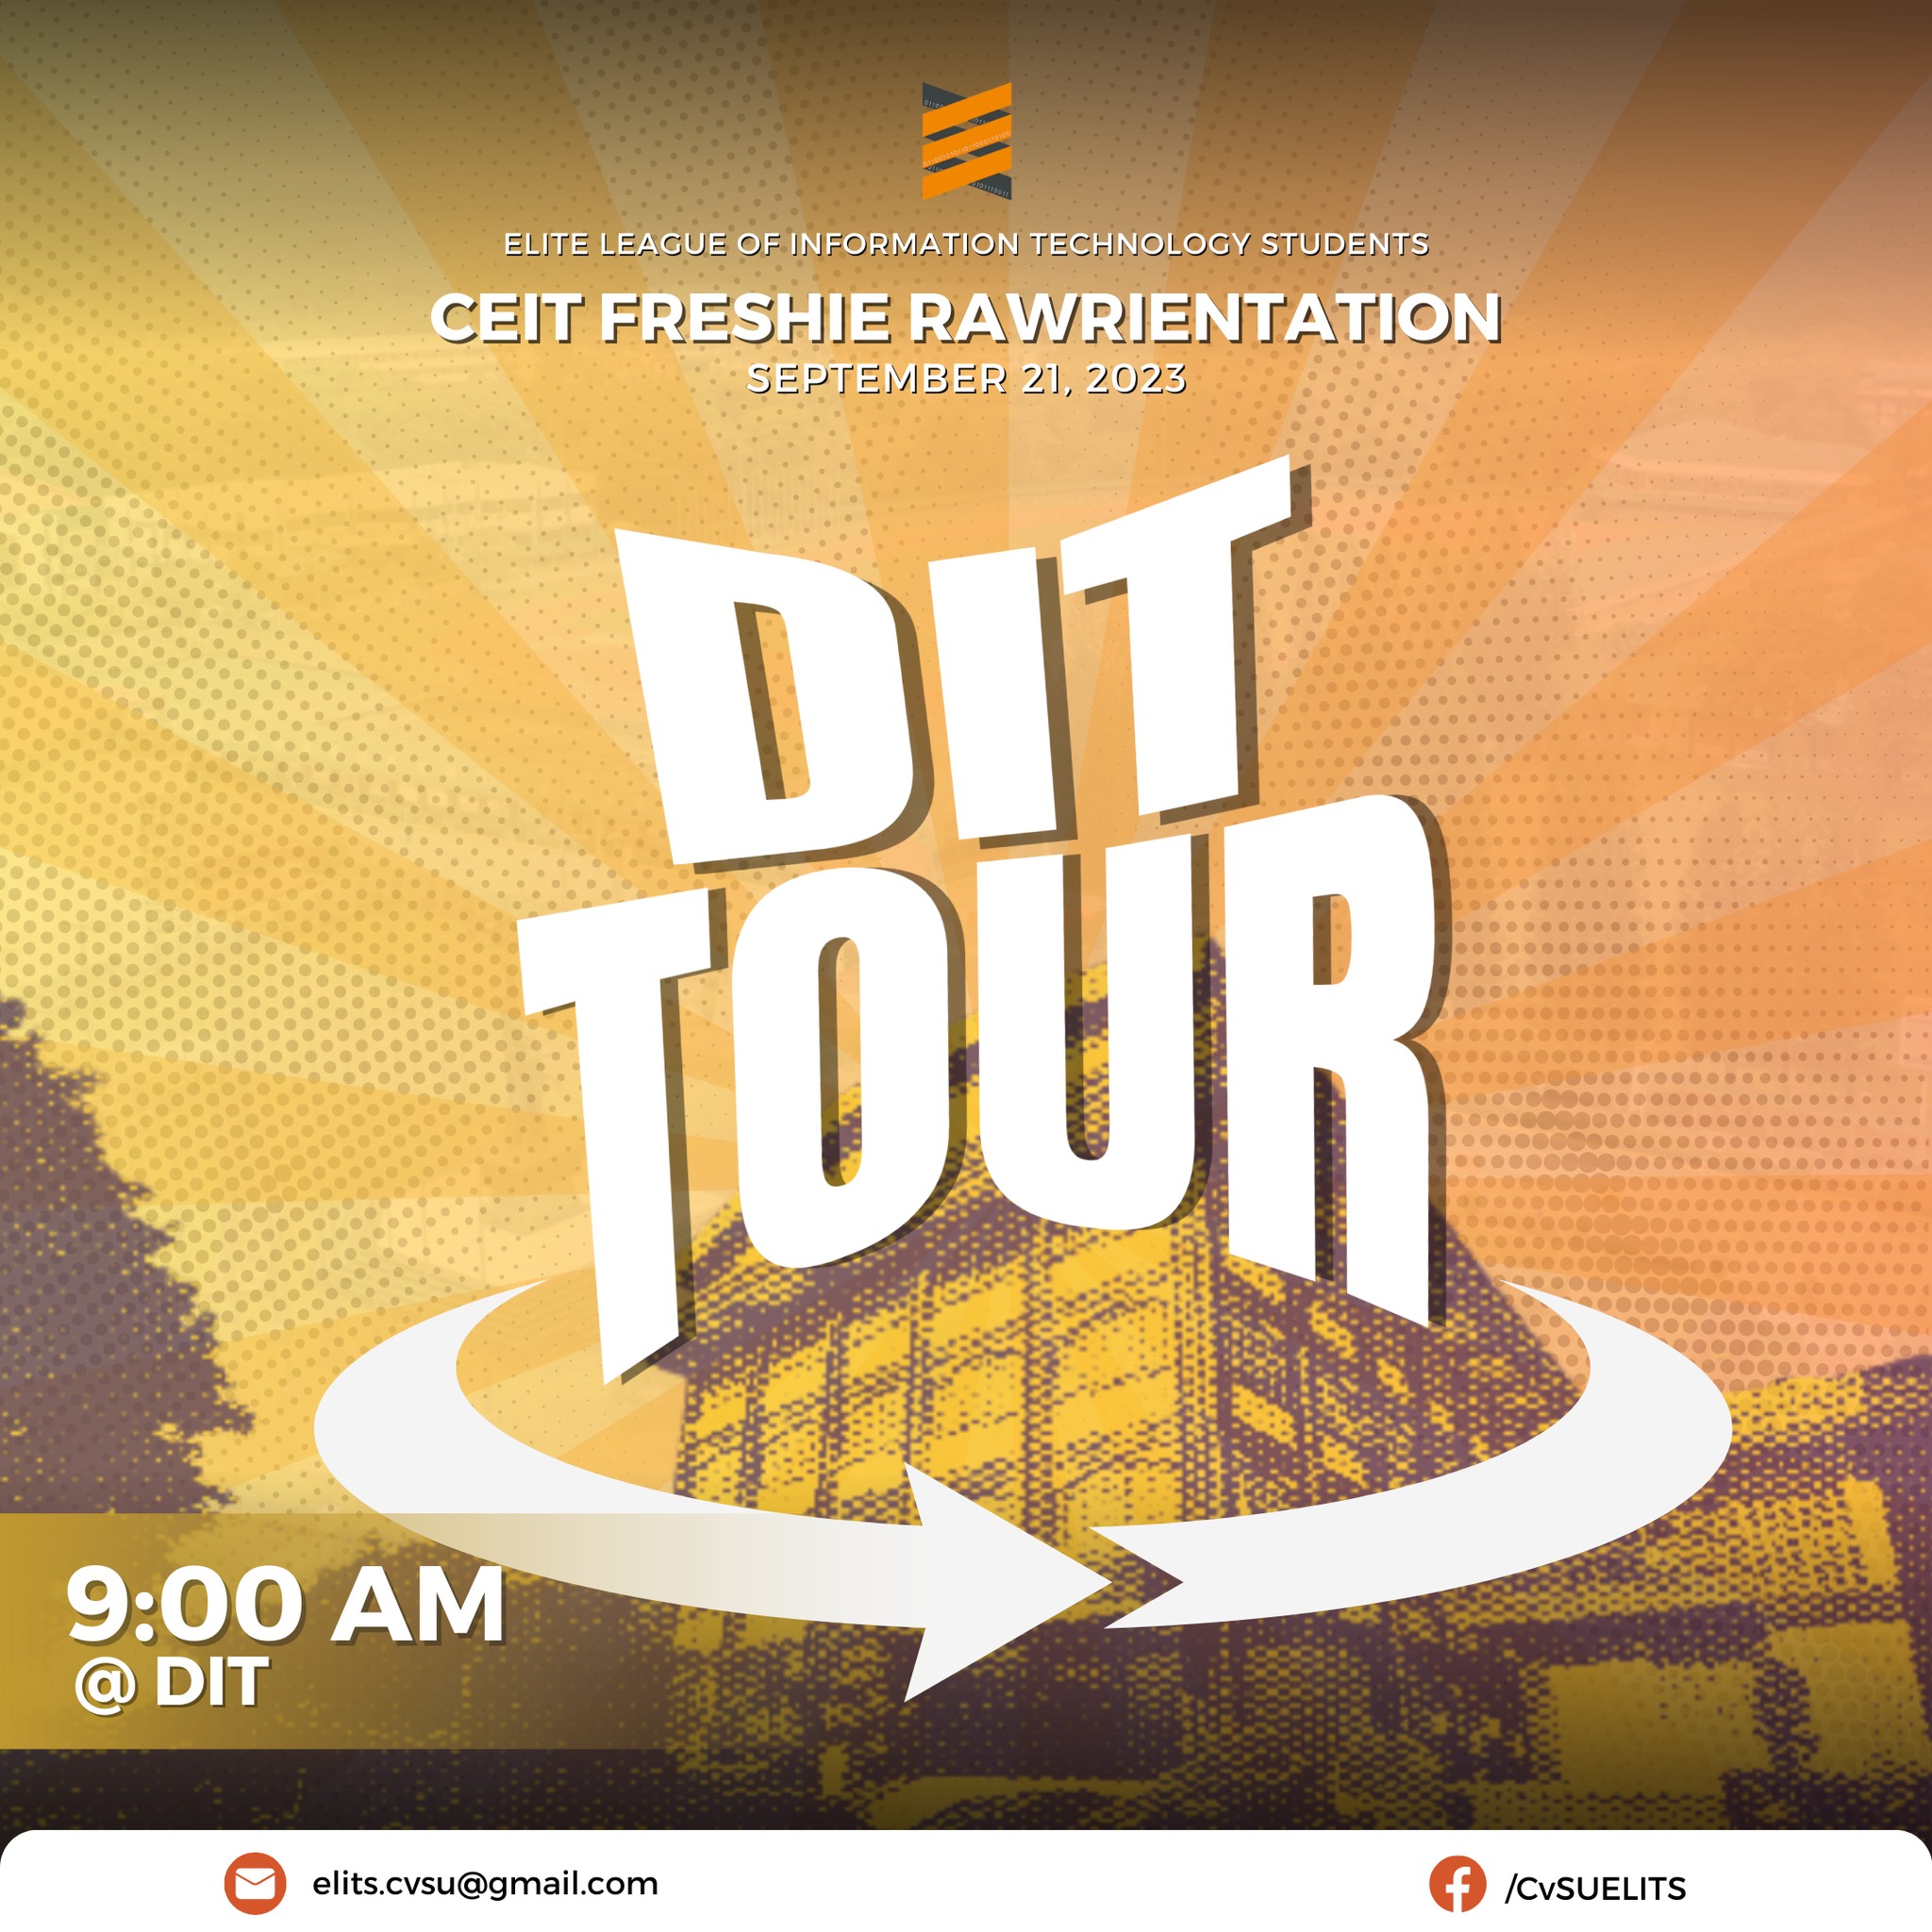 ELITE LEAGUE OF INFORMATION TECHNOLOGY STUDENTS
CEIT FRESHIE RAWRIENTATION
SEPTEMBER 21, 2023
DIT
TOUR
9:00 AM
@ DIT
elits.cvsu@gmail.com
/CvSUELITS